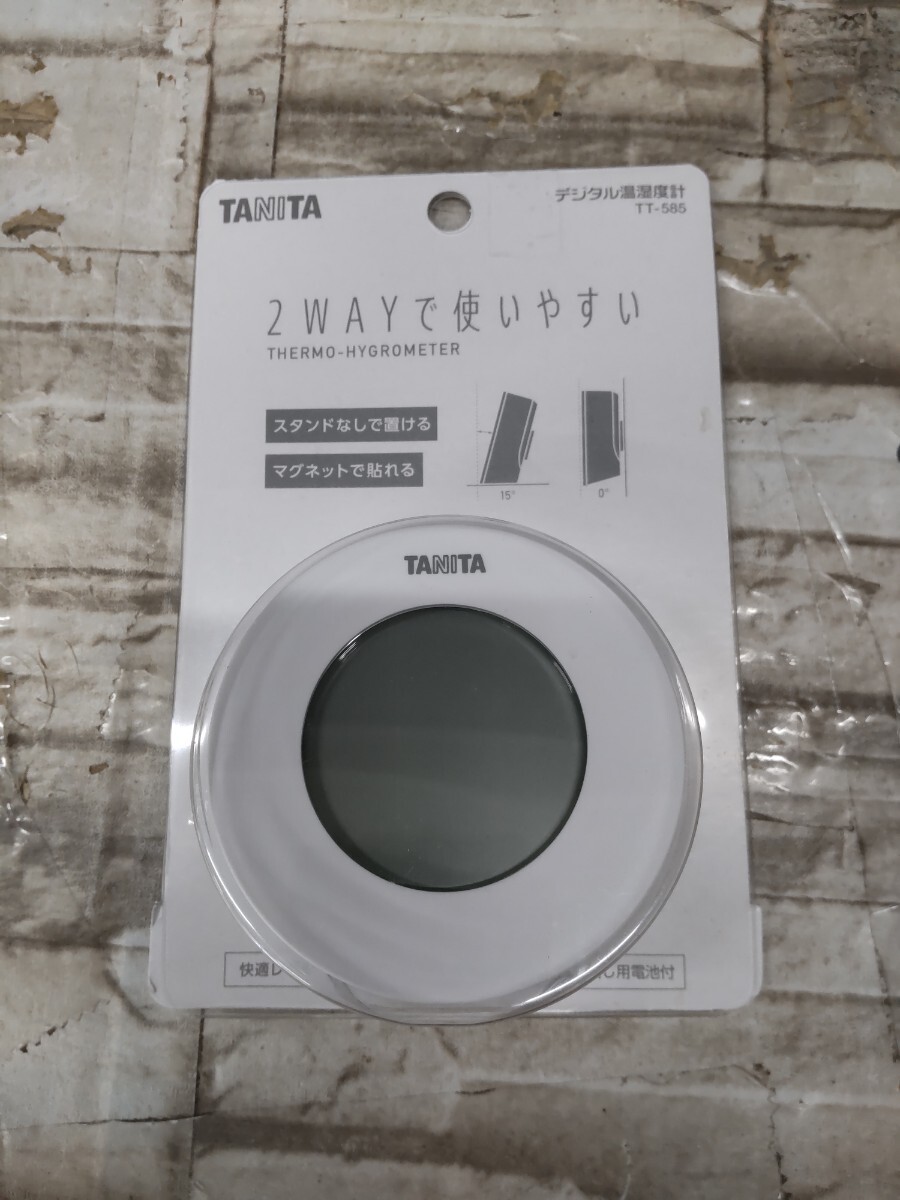 TANITA
デジタル温湿度計
TT-585
2WAYで使いやすい
THERMO-HYGROMETER
スタンドなしで置ける
マグネットで貼れる
15°
0°
TANITA
快適レ
し用電池付